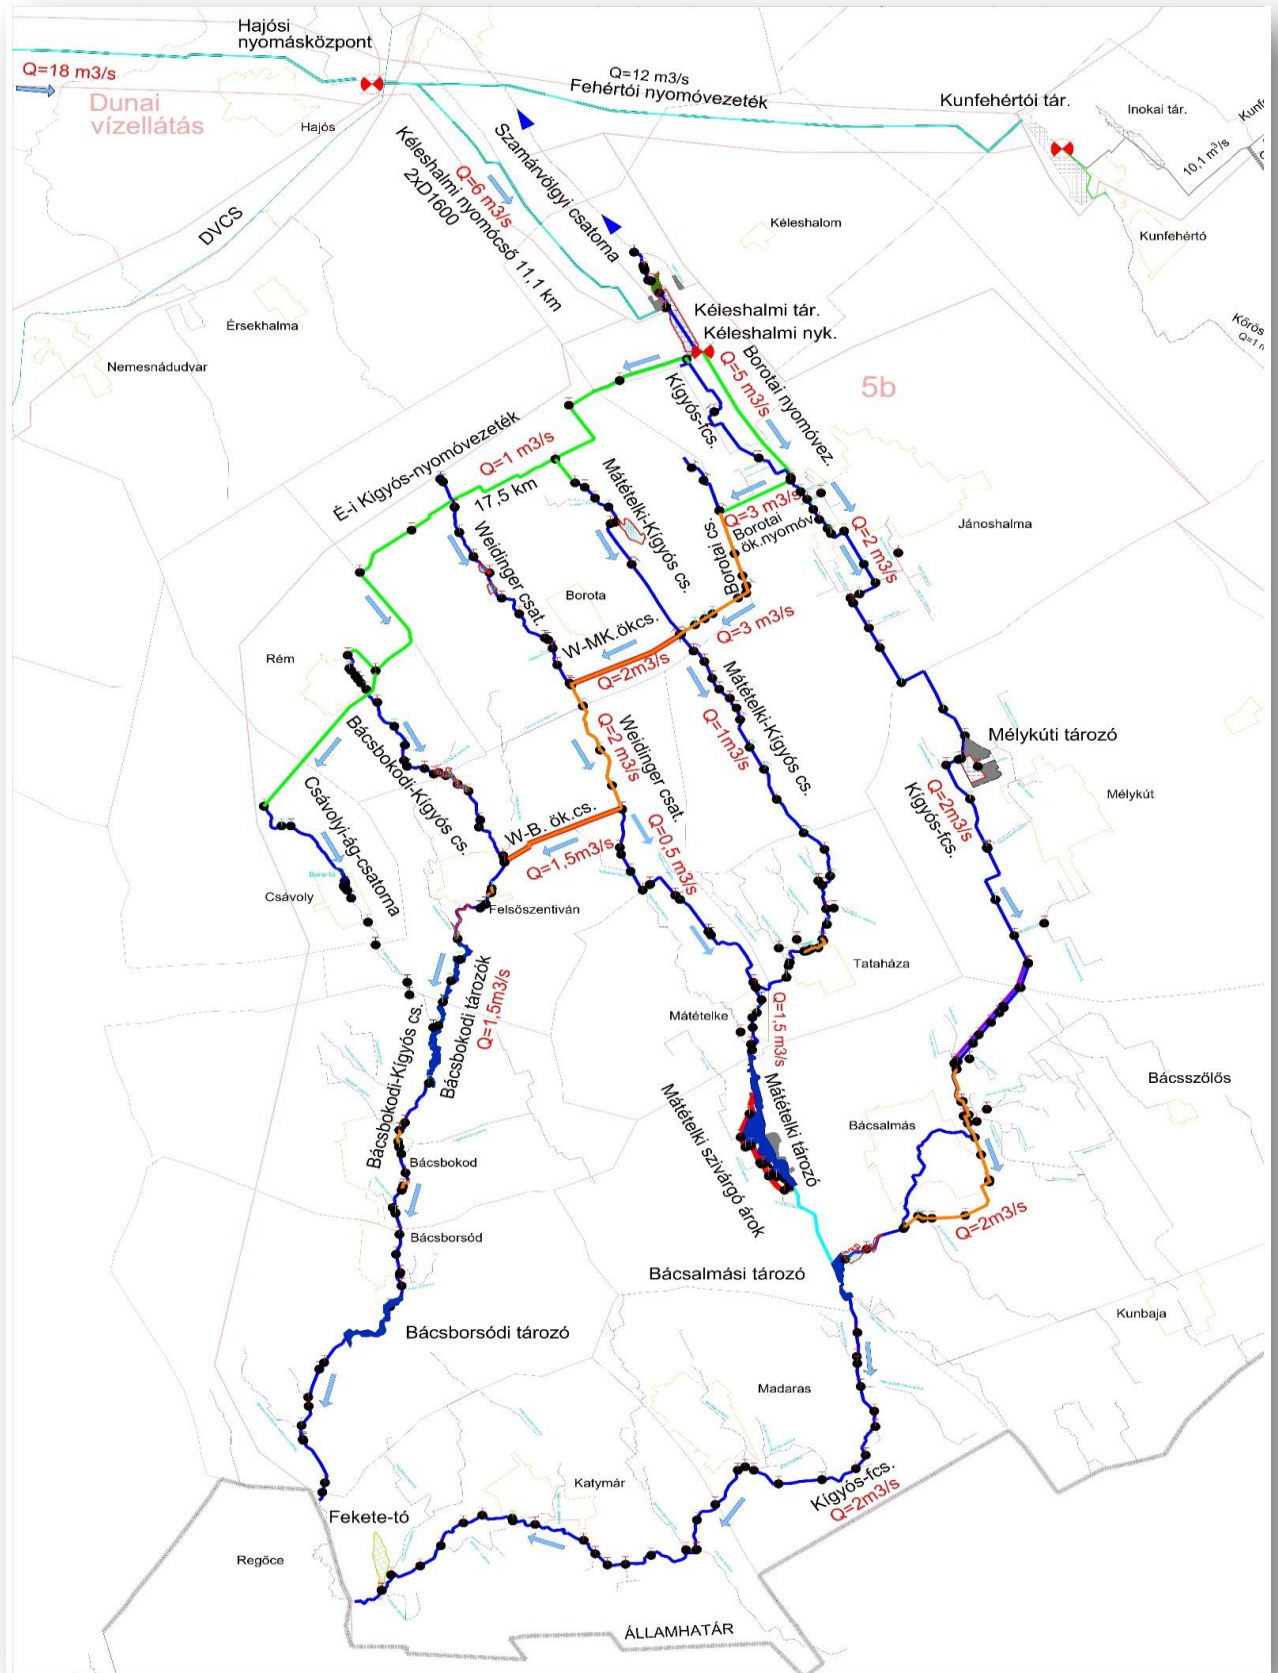 Hajósi
nyomásközpont
Q=18 m3/s
Dunai
vízellátás
Hajós
Q=12 m3/s
Fehértói nyomóvezeték
Kunfehértói tár.
Inokai tár.
10,1 m³/s
Kunfehértó
DVCS
Szamárvölgyi csatorna
Q=6 m3/s
Kéleshalmi nyomócső 11,1 km
2xD1600
Kéleshalom
Érsekhalma
Nemesnádudvar
Kéleshalmi tár.
Kéleshalmi nyk.
Borotai nyomóvez.
Q=5 m3/s
5b
Kígyós-fcs.
É-i Kígyós-nyomóvezeték
Q=1 m3/s
17,5 km
Mátételki-Kígyós cs.
Q=3 m3/s
Borotai
ök.nyomóv.
Borotai cs.
Jánoshalma
Q=2 m3/s
Weidinger csat.
Borota
W-MK.ökcs.
Q=3 m3/s
Q=2m3/s
Rém
Mátételki-Kígyós cs.
Q=1m3/s
Weidinger csat.
Q=2 m3/s
Bácsbokodi-Kígyós cs.
Mélykúti tározó
Mélykút
Q=2m3/s
Kígyós-fcs.
Csávolyi-ág-csatorna
W-B. ök.cs.
Q=1,5m3/s
Q=0,5 m3/s
Csávoly
Felsőszentiván
Tataháza
Bácsbokodi tározók
Q=1,5m3/s
Mátételke
Q=1,5 m3/s
Bácsbokodi-Kígyós cs.
Mátételki tározó
Mátételki szivárgó árok
Bácsszőlős
Bácsalmás
Bácsbokod
Bácsborsód
Q=2m3/s
Bácsalmási tározó
Kunbaja
Bácsborsódi tározó
Madaras
Katymár
Kígyós-fcs.
Q=2m3/s
Fekete-tó
Regőce
ÁLLAMHATÁR